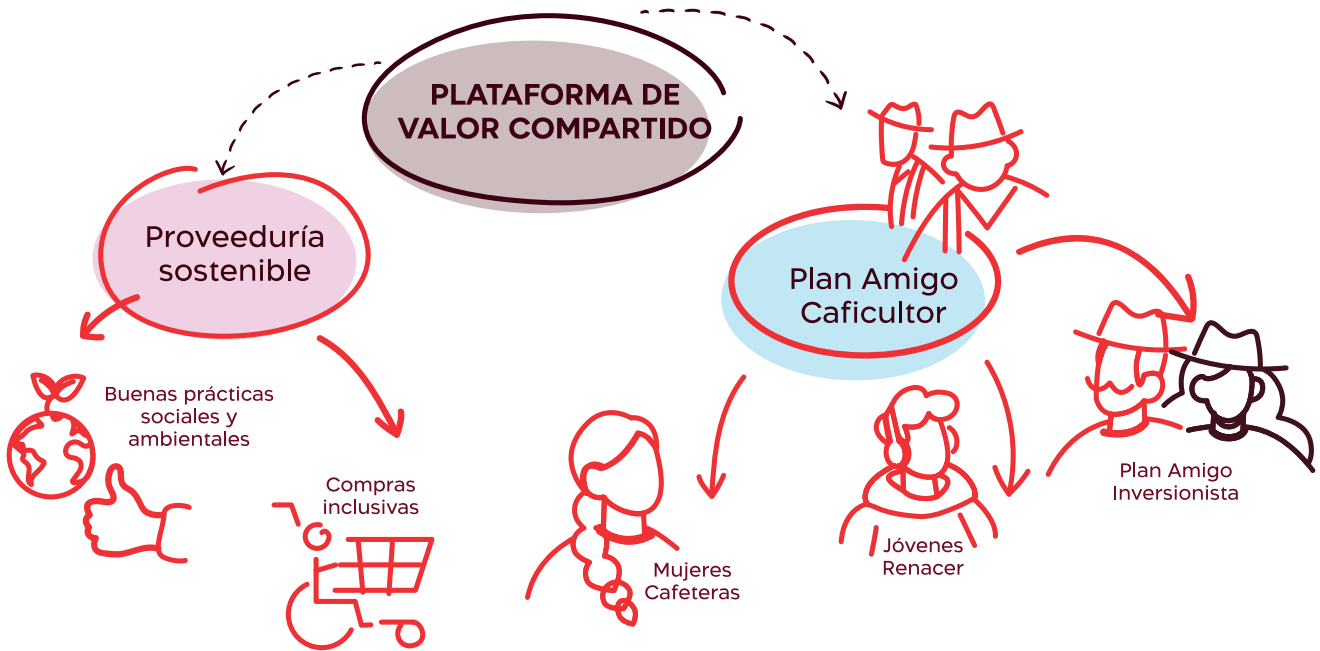 PLATAFORMA DE
VALOR COMPARTIDO
Proveeduría
sostenible
Plan Amigo
Caficultor
Buenas prácticas
sociales y
ambientales
Compras
inclusivas
Mujeres
Cafeteras
Jóvenes
Renacer
Plan Amigo
Inversionista